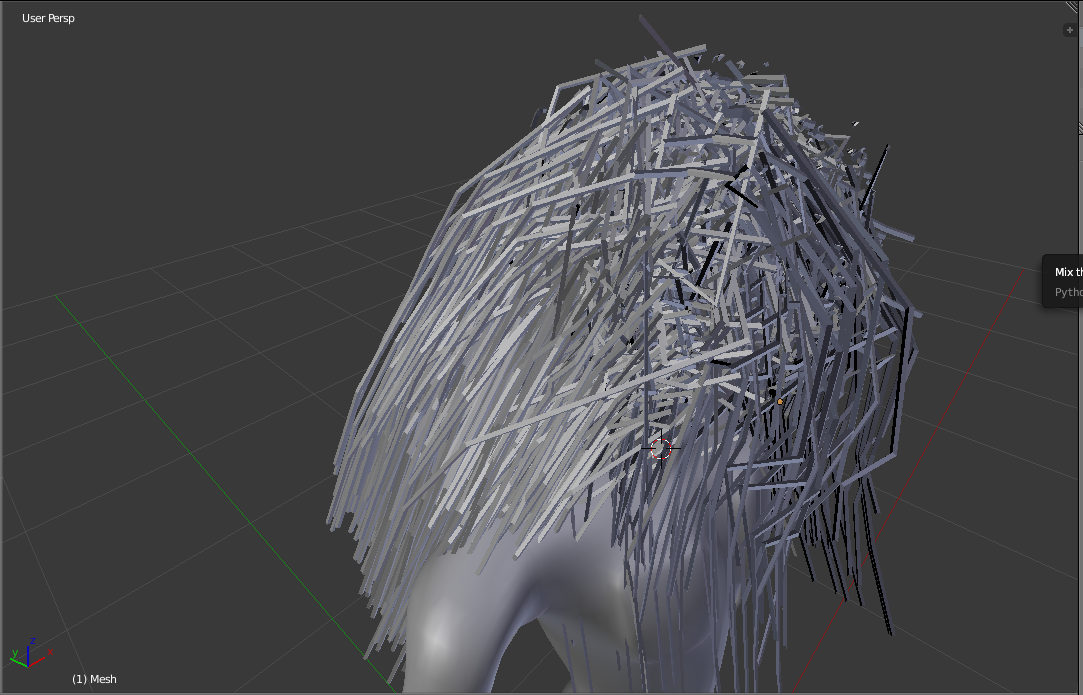 User Persp
Mix th
Pytho
z
y
x
(1) Mesh